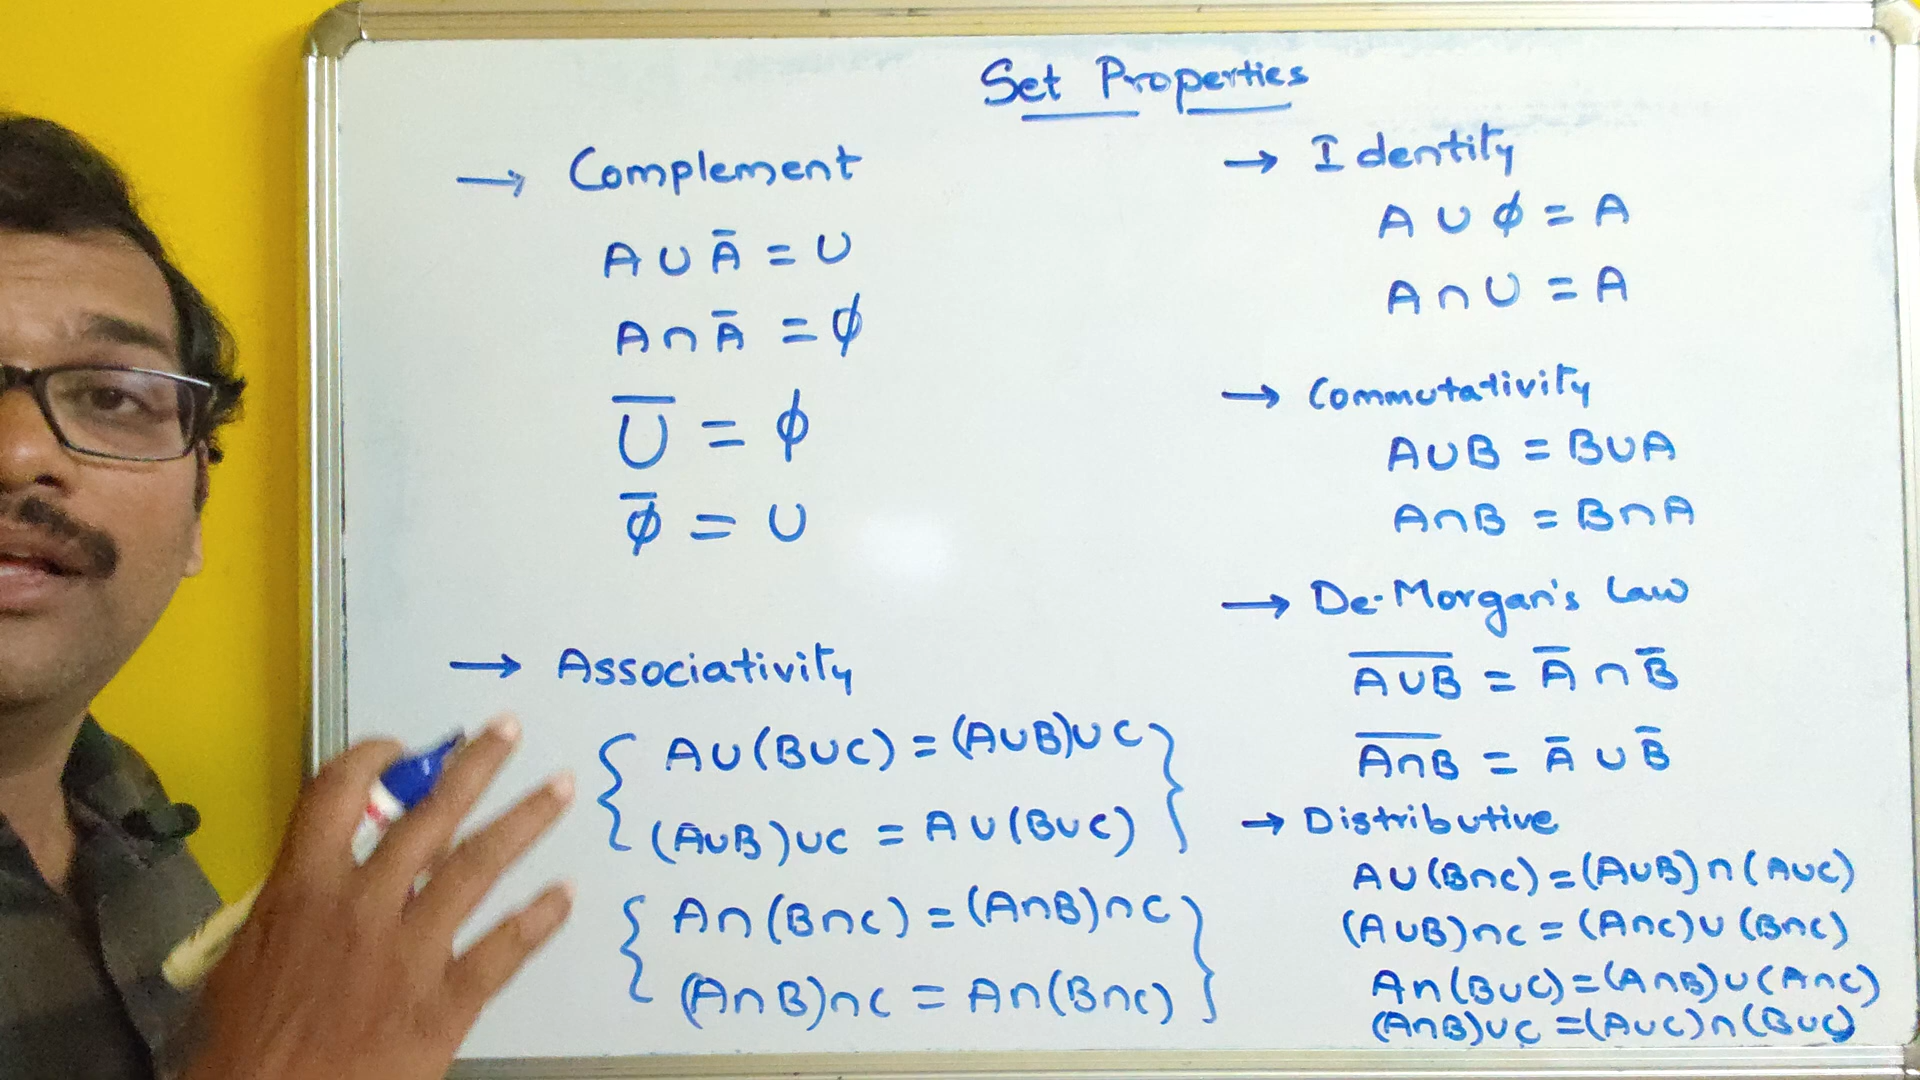 Set Properties
→ Complement
A ∪ Ā = U
A ∩ Ā = ϕ
U̅ = ϕ
ϕ̅ = U
→ Associativity
{ A∪(B∪C) = (A∪B)∪C }
(A∪B)∪C = A∪(B∪C)
{ A∩(B∩C) = (A∩B)∩C }
(A∩B)∩C = A∩(B∩C)
→ Identity
A ∪ ϕ = A
A ∩ U = A
→ Commutativity
A∪B = B∪A
A∩B = B∩A
→ De-Morgan's Law
A̅∪̅B̅ = A̅ ∩ B̅
A̅∩̅B̅ = A̅ ∪ B̅
→ Distributive
A∪(B∩C) = (A∪B)∩(A∪C)
(A∪B)∩C = (A∩C)∪(B∩C)
A∩(B∪C) = (A∩B)∪(A∩C)
(A∩B)∪C = (A∪C)∩(B∪C)